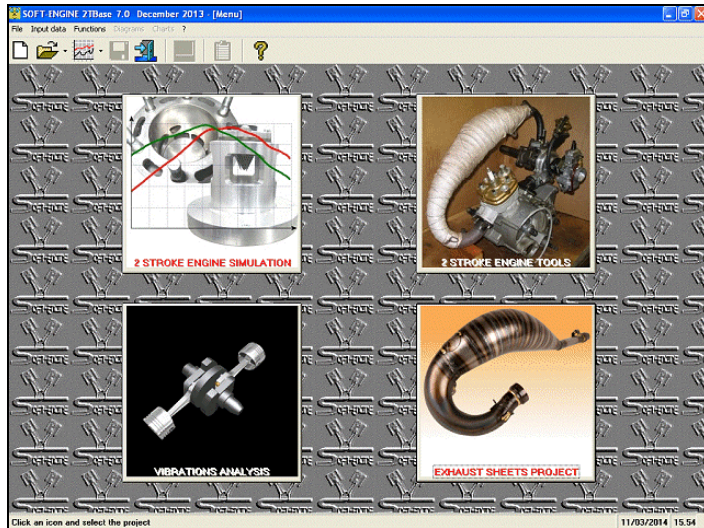 SOFT-ENGINE 2TBase 7.0 December 2013 - [Menu]
File Input data Functions Diagrams Charts ?
2 STROKE ENGINE SIMULATION
2 STROKE ENGINE TOOLS
VIBRATIONS ANALYSIS
EXHAUST SHEETS PROJECT
Click an icon and select the project
11/03/2014 15.54